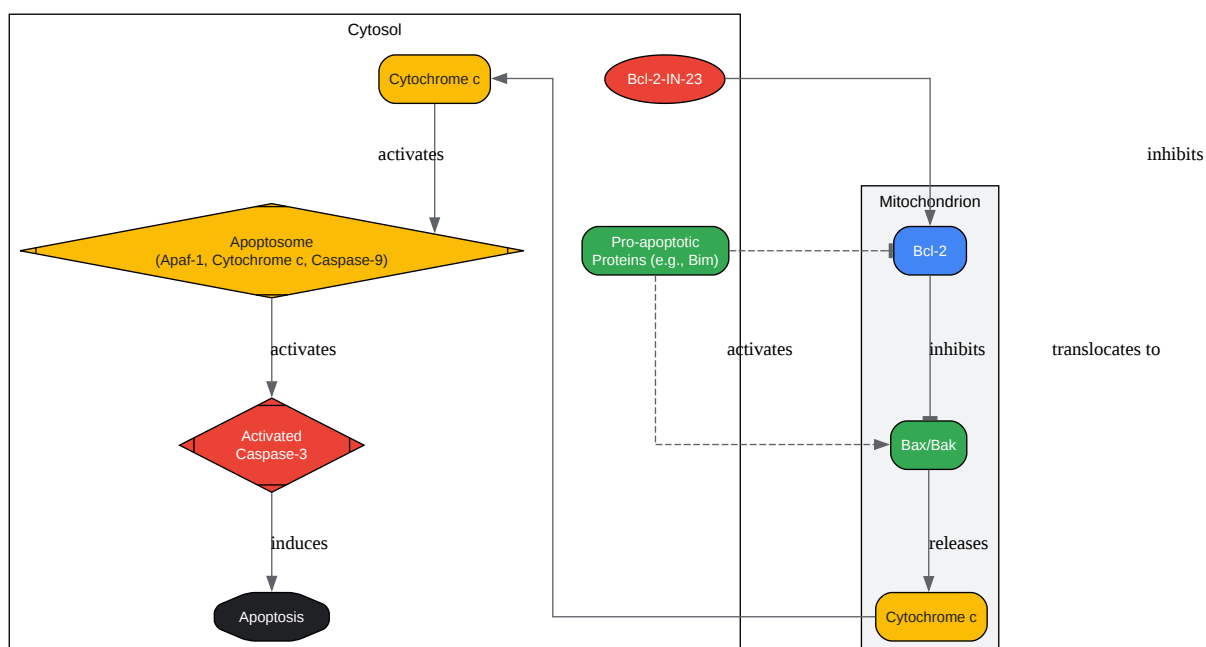 Cytosol
Cytochrome c
Bcl-2-IN-23
activates
inhibits
Mitochondrion
Apoptosome
(Apaf-1, Cytochrome c, Caspase-9)
Pro-apoptotic
Proteins (e.g., Bim)
Bcl-2
activates
activates
inhibits
translocates to
Activated
Caspase-3
Bax/Bak
induces
releases
Apoptosis
Cytochrome c